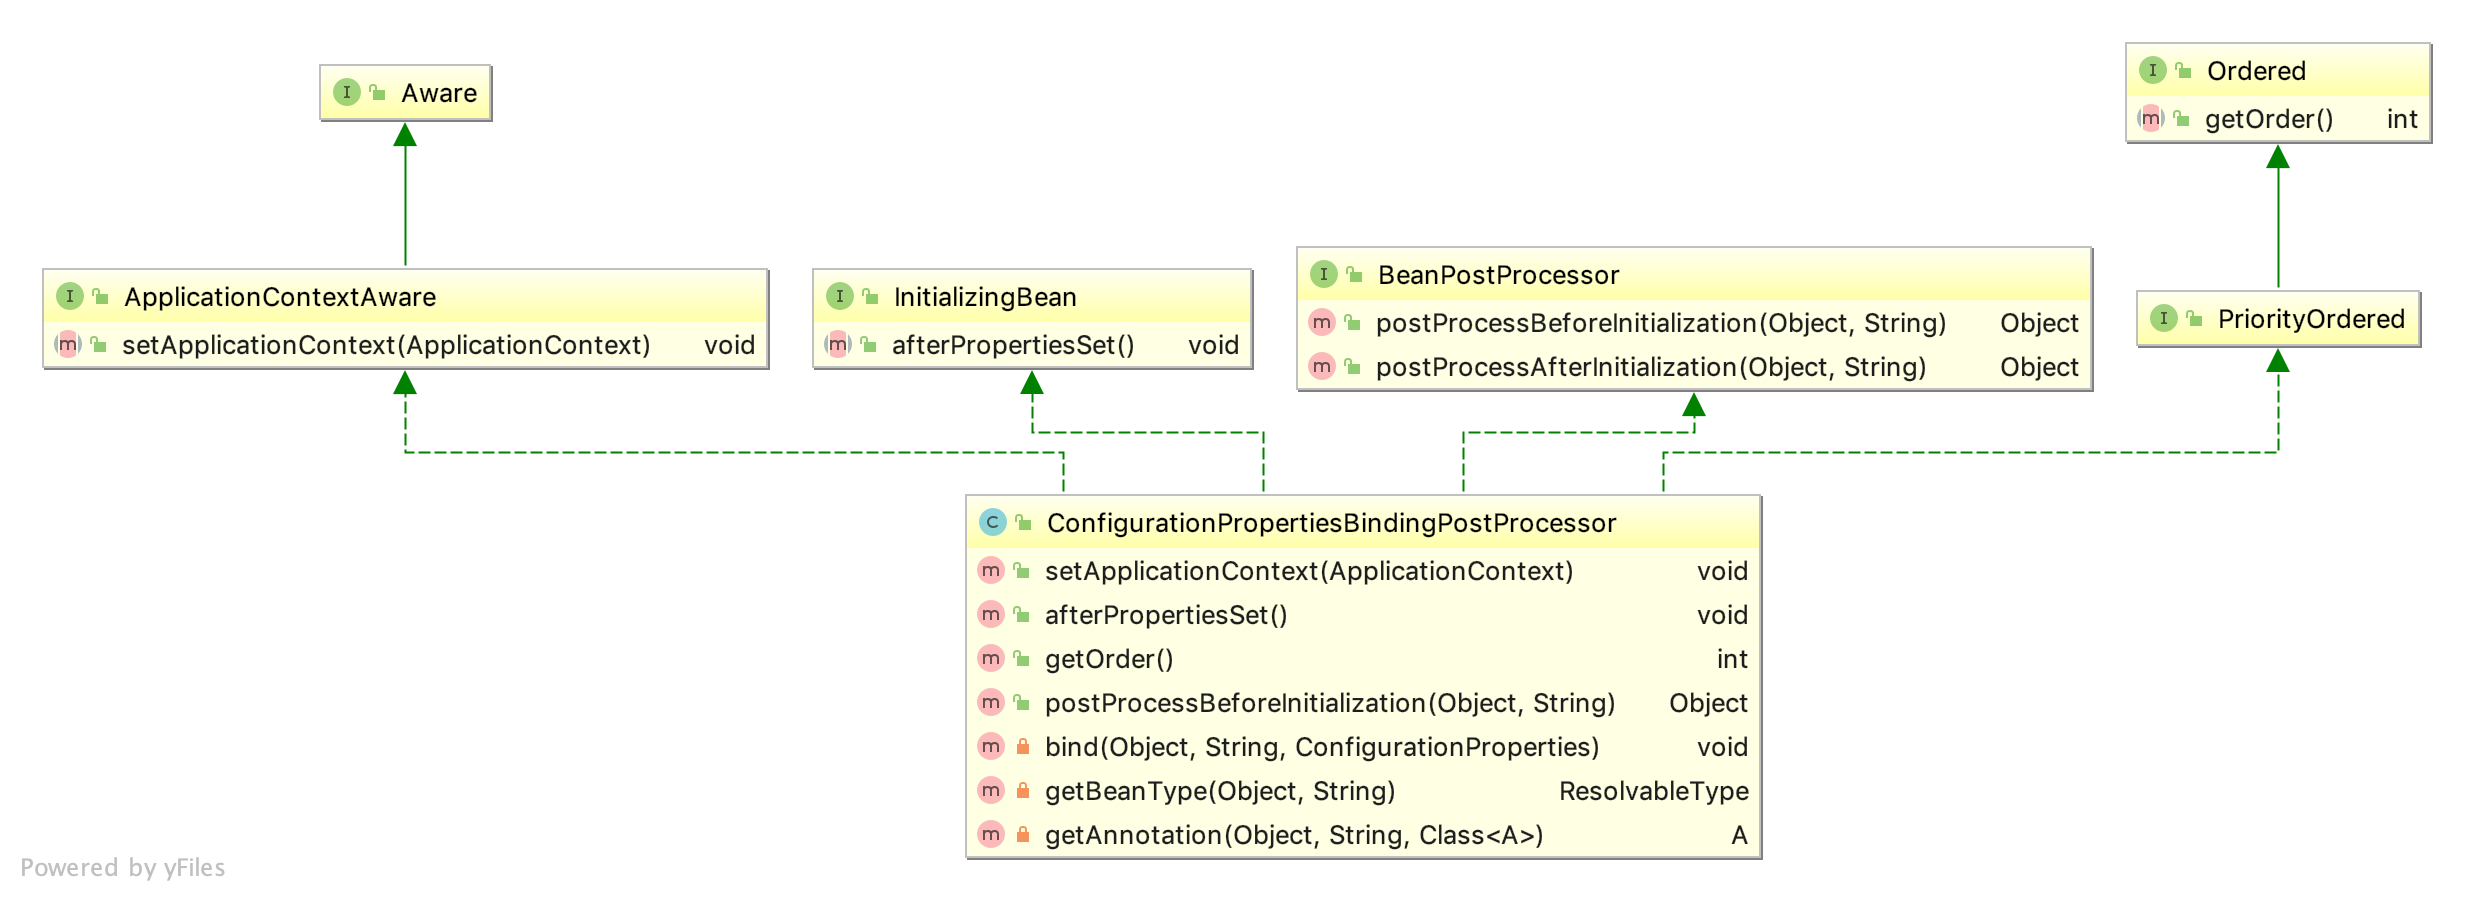 Aware
Ordered
getOrder() int
ApplicationContextAware
setApplicationContext(ApplicationContext) void
InitializingBean
afterPropertiesSet() void
BeanPostProcessor
postProcessBeforeInitialization(Object, String) Object
postProcessAfterInitialization(Object, String) Object
PriorityOrdered
ConfigurationPropertiesBindingPostProcessor
setApplicationContext(ApplicationContext) void
afterPropertiesSet() void
getOrder() int
postProcessBeforeInitialization(Object, String) Object
bind(Object, String, ConfigurationProperties) void
getBeanType(Object, String) ResolvableType
getAnnotation(Object, String, Class<A>) A
Powered by yFiles